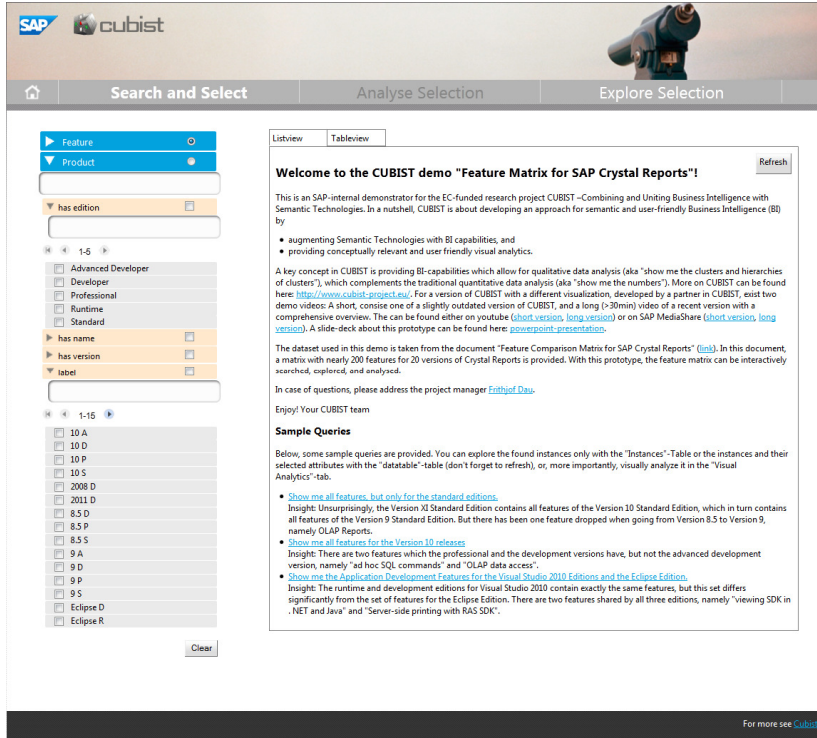 SAP cubist
Search and Select
Analyse Selection
Explore Selection
Feature
Product
has edition
1-5
Advanced Developer
Developer
Professional
Runtime
Standard
has name
has version
label
1-15
10 A
10 D
10 P
10 S
2008 D
2011 D
8.5 D
8.5 P
8.5 S
9 A
9 D
9 P
9 S
Eclipse D
Eclipse R
Clear
Listview
Tableview
Refresh
Welcome to the CUBIST demo "Feature Matrix for SAP Crystal Reports"!
This is an SAP-internal demonstrator for the EC-funded research project CUBIST –Combining and Uniting Business Intelligence with
Semantic Technologies. In a nutshell, CUBIST is about developing an approach for semantic and user-friendly Business Intelligence (BI)
by
• augmenting Semantic Technologies with BI capabilities, and
• providing conceptually relevant and user friendly visual analytics.
A key concept in CUBIST is providing BI-capabilities which allow for qualitative data analysis (aka "show me the clusters and hierarchies
of clusters"), which complements the traditional quantitative data analysis (aka "show me the numbers"). More on CUBIST can be found
here: http://www.cubist-project.eu/. For a version of CUBIST with a different visualization, developed by a partner in CUBIST, exist two
demo videos: A short, consise one of a slightly outdated version of CUBIST, and a long (>30min) video of a recent version with a
comprehensive overview. The can be found either on youtube (short version, long version) or on SAP MediaShare (short version, long
version). A slide-deck about this prototype can be found here: powerpoint-presentation.
The dataset used in this demo is taken from the document "Feature Comparison Matrix for SAP Crystal Reports" (link). In this document,
a matrix with nearly 200 features for 20 versions of Crystal Reports is provided. With this prototype, the feature matrix can be interactively
searched, explored, and analysed.
In case of questions, please address the project manager Frithjof Dau.
Enjoy! Your CUBIST team
Sample Queries
Below, some sample queries are provided. You can explore the found instances only with the "Instances"-Table or the instances and their
selected attributes with the "datatable"-table (don't forget to refresh), or, more importantly, visually analyze it in the "Visual
Analytics"-tab.
• Show me all features, but only for the standard editions.
Insight: Unsurprisingly, the Version XI Standard Edition contains all features of the Version 10 Standard Edition, which in turn contains
all features of the Version 9 Standard Edition. But there has been one feature dropped when going from Version 8.5 to Version 9,
namely OLAP Reports.
• Show me all features for the Version 10 releases
Insight: There are two features which the professional and the development versions have, but not the advanced development
version, namely "ad hoc SQL commands" and "OLAP data access".
• Show me the Application Development Features for the Visual Studio 2010 Editions and the Eclipse Edition.
Insight: The runtime and development editions for Visual Studio 2010 contain exactly the same features, but this set differs
significantly from the set of features for the Eclipse Edition. There are two features shared by all three editions, namely "viewing SDK in
. NET and Java" and "Server-side printing with RAS SDK".
For more see Cubist